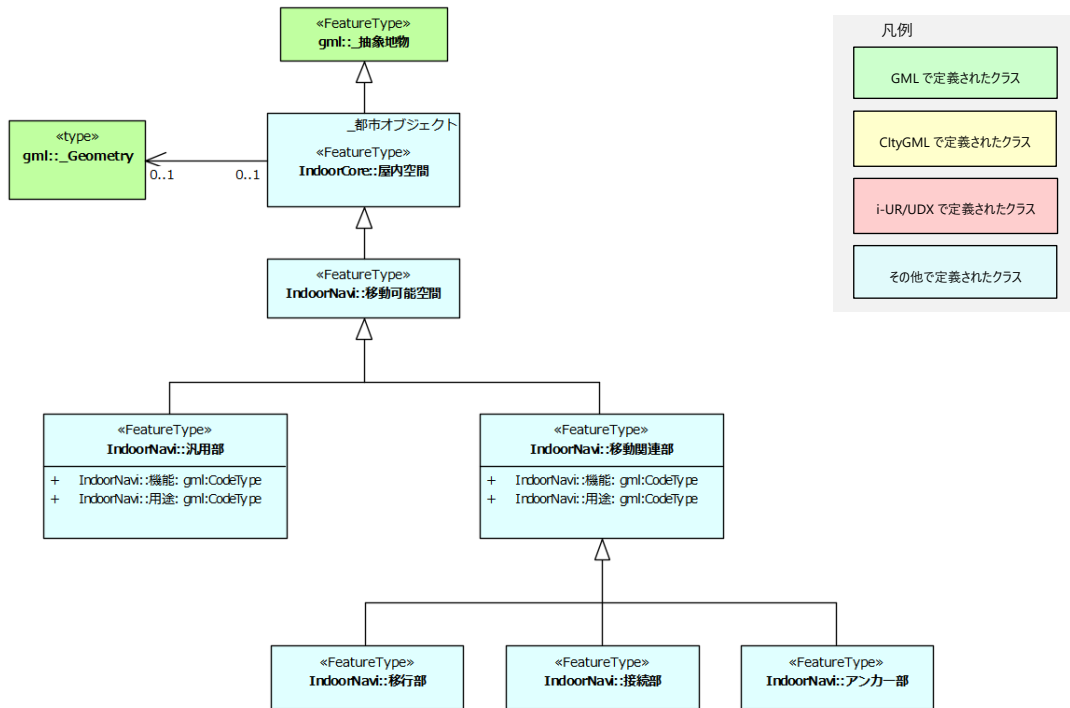 «FeatureType»
gml::_抽象地物
凡例
GML で定義されたクラス
CItyGML で定義されたクラス
i-UR/UDX で定義されたクラス
その他で定義されたクラス
_都市オブジェクト
«FeatureType»
IndoorCore::屋内空間
«type»
gml::_Geometry
0..1
0..1
«FeatureType»
IndoorNavi::移動可能空間
«FeatureType»
IndoorNavi::汎用部
+ IndoorNavi::機能: gml:CodeType
+ IndoorNavi::用途: gml:CodeType
«FeatureType»
IndoorNavi::移動関連部
+ IndoorNavi::機能: gml:CodeType
+ IndoorNavi::用途: gml:CodeType
«FeatureType»
IndoorNavi::移行部
«FeatureType»
IndoorNavi::接続部
«FeatureType»
IndoorNavi::アンカー部